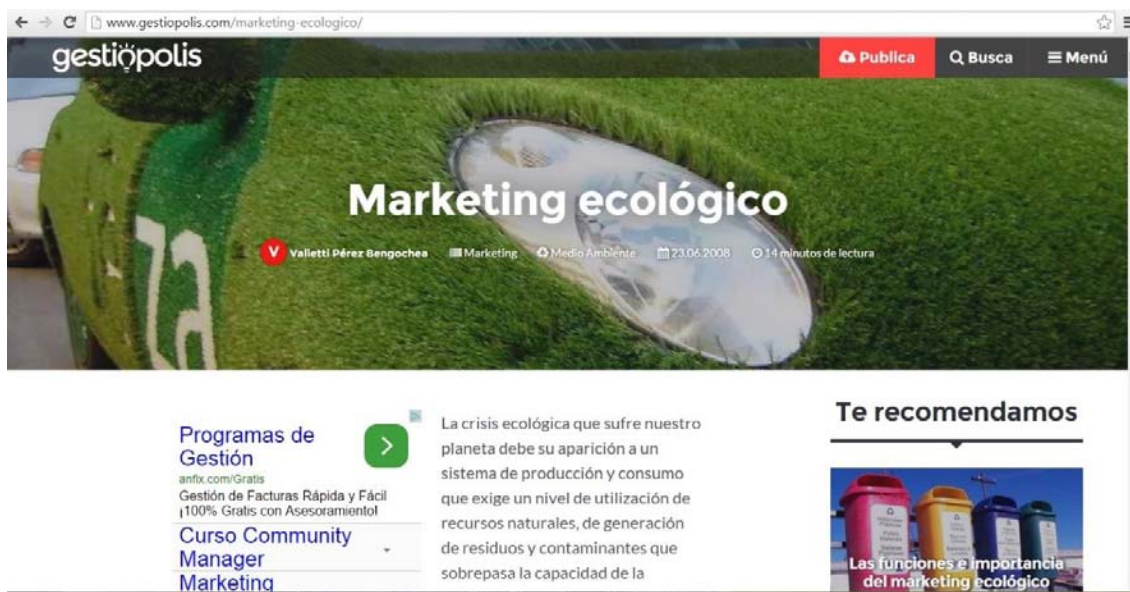 www.gestiopolis.com/marketing-ecologico/
gestiópolis
Publica
Busca
Menú
72
Marketing ecológico
V
Valietti Pérez Bengochea
Marketing
Medio Ambiente
23.06.2008
14 minutos de lectura
Programas de
Gestión
anfix.com/Gratis
Gestión de Facturas Rápida y Fácil
¡100% Gratis con Asesoramiento!
Curso Community
Manager
Marketing
La crisis ecológica que sufre nuestro
planeta debe su aparición a un
sistema de producción y consumo
que exige un nivel de utilización de
recursos naturales, de generación
de residuos y contaminantes que
sobrepasa la capacidad de la
Te recomendamos
Las funciones e importancia
del marketing ecológico